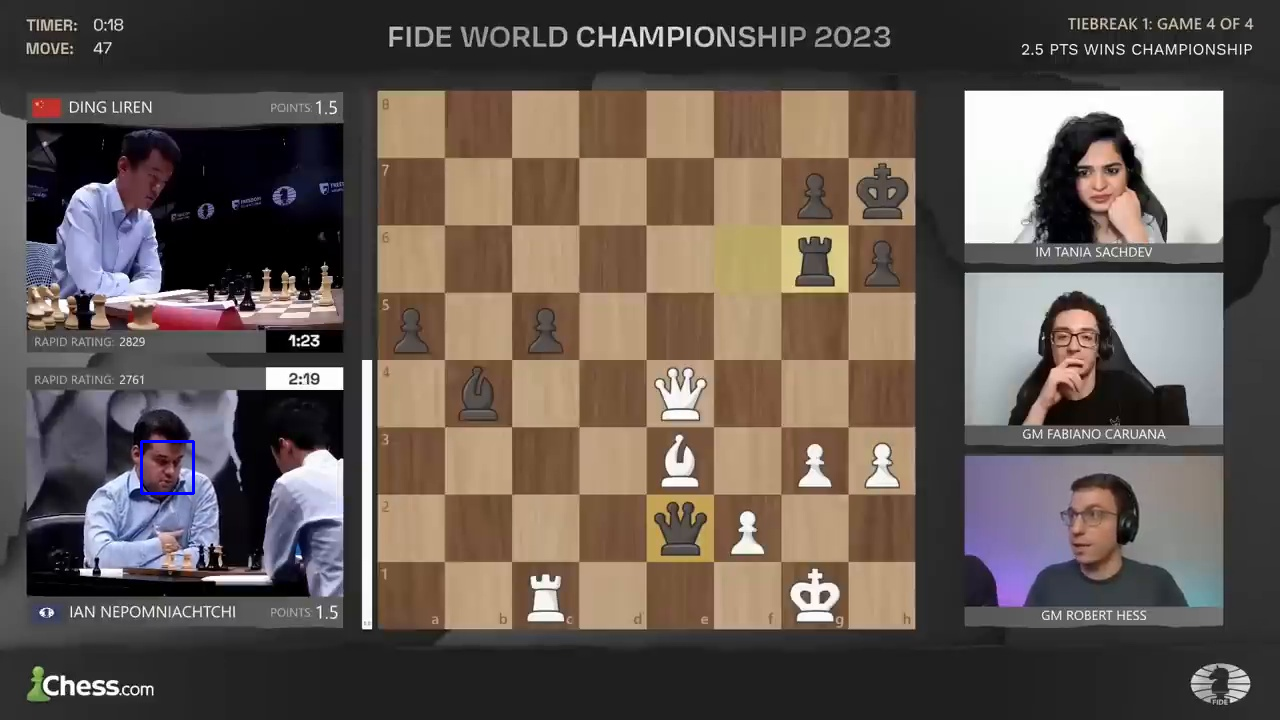 TIMER: 0:18
MOVE: 47
FIDE WORLD CHAMPIONSHIP 2023
TIEBREAK 1: GAME 4 OF 4
2.5 PTS WINS CHAMPIONSHIP
DING LIREN POINTS: 1.5
RAPID RATING: 2829 1:23
RAPID RATING: 2761 2:19
IAN NEPOMNIACHTCHI POINTS: 1.5
8
7
6
5
4
3
2
1
a b c d e f g h
IM TANIA SACHDEV
GM FABIANO CARUANA
GM ROBERT HESS
Chess.com
FIDE